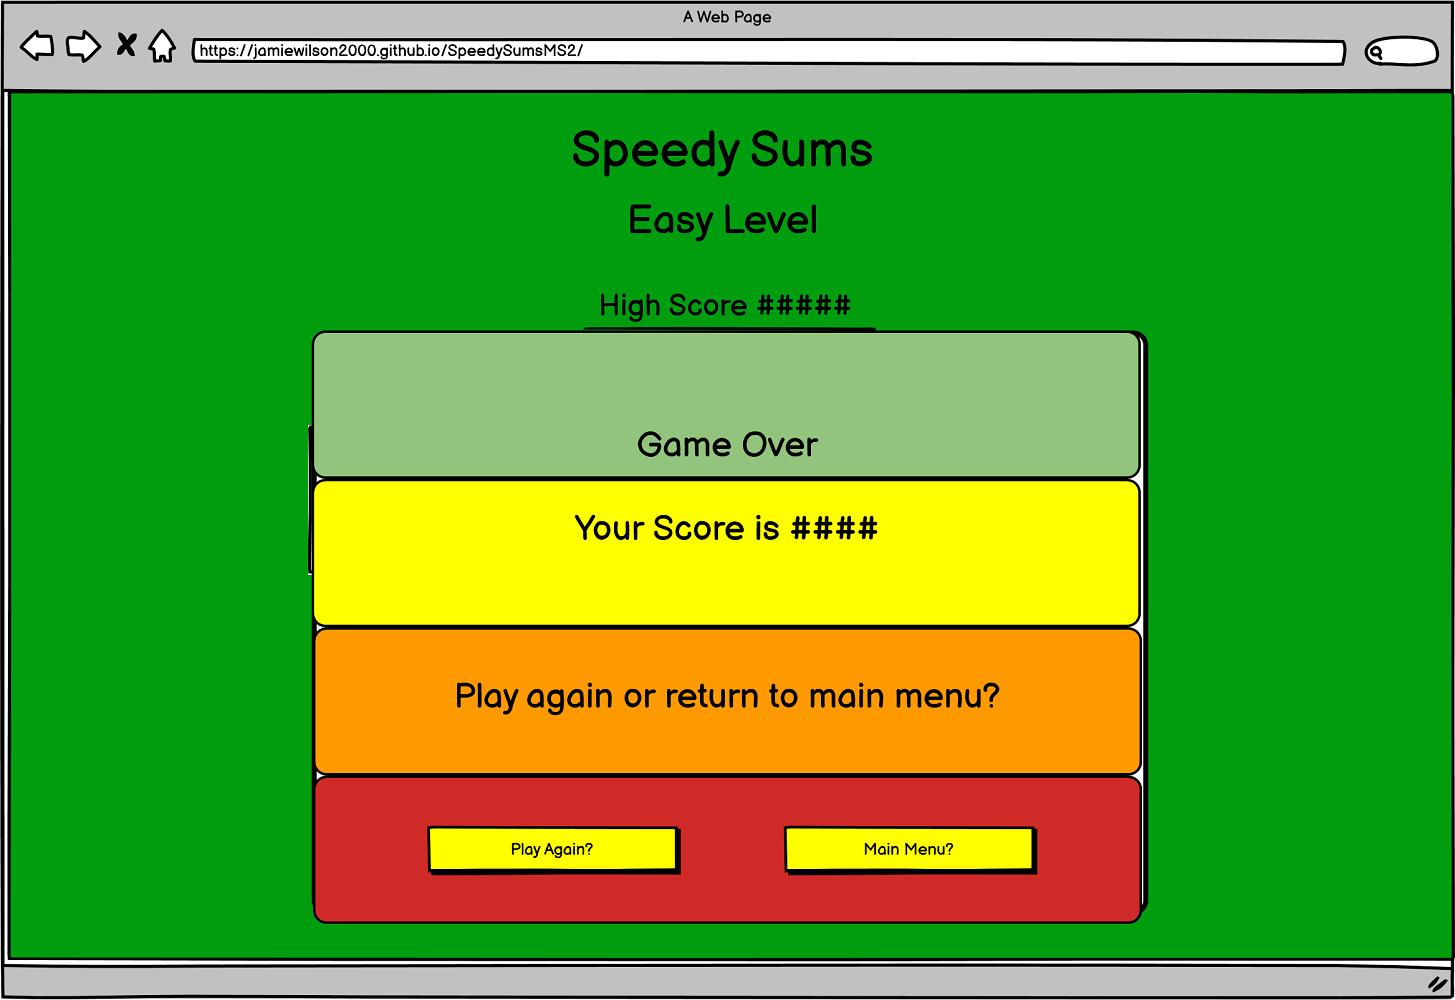 A Web Page
https://jamiewilson2000.github.io/SpeedySumsMS2/
Speedy Sums
Easy Level
High Score #####
Game Over
Your Score is ####
Play again or return to main menu?
Play Again?
Main Menu?